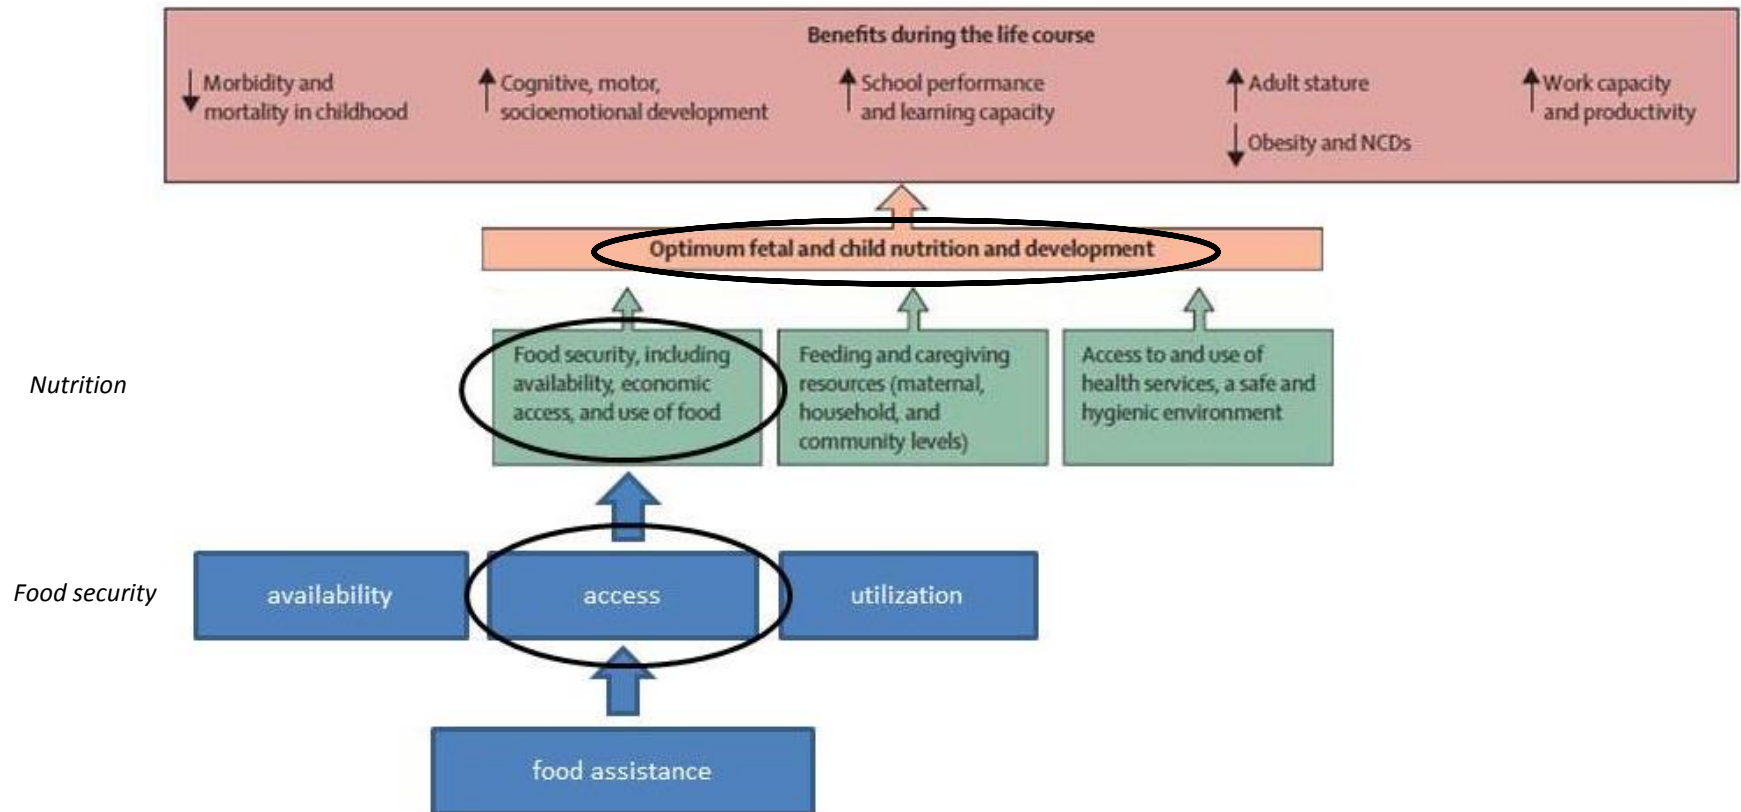 Benefits during the life course
Morbidity and
mortality in childhood
Cognitive, motor,
socioemotional development
School performance
and learning capacity
Adult stature
Obesity and NCDs
Work capacity
and productivity
Optimum fetal and child nutrition and development
Nutrition
Food security, including
availability, economic
access, and use of food
Feeding and caregiving
resources (maternal,
household, and
community levels)
Access to and use of
health services, a safe and
hygienic environment
Food security
availability
access
utilization
food assistance